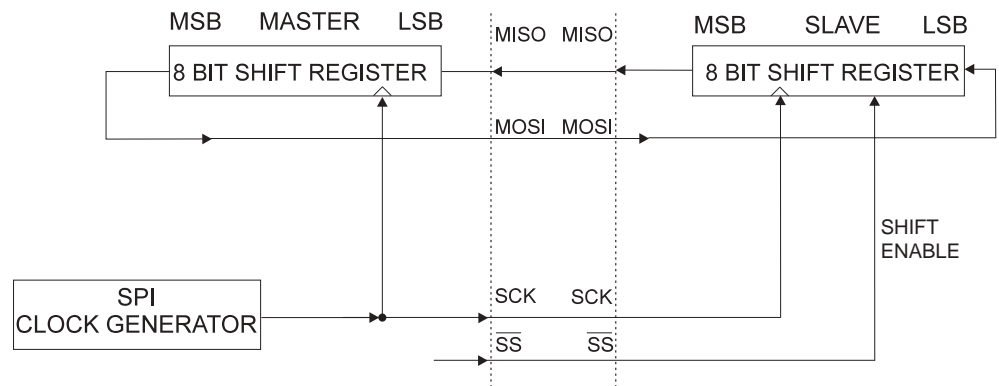 MSB MASTER LSB
MISO MISO
MSB SLAVE LSB
8 BIT SHIFT REGISTER
8 BIT SHIFT REGISTER
MOSI MOSI
SHIFT
ENABLE
SPI
CLOCK GENERATOR
SCK SCK
SS SS